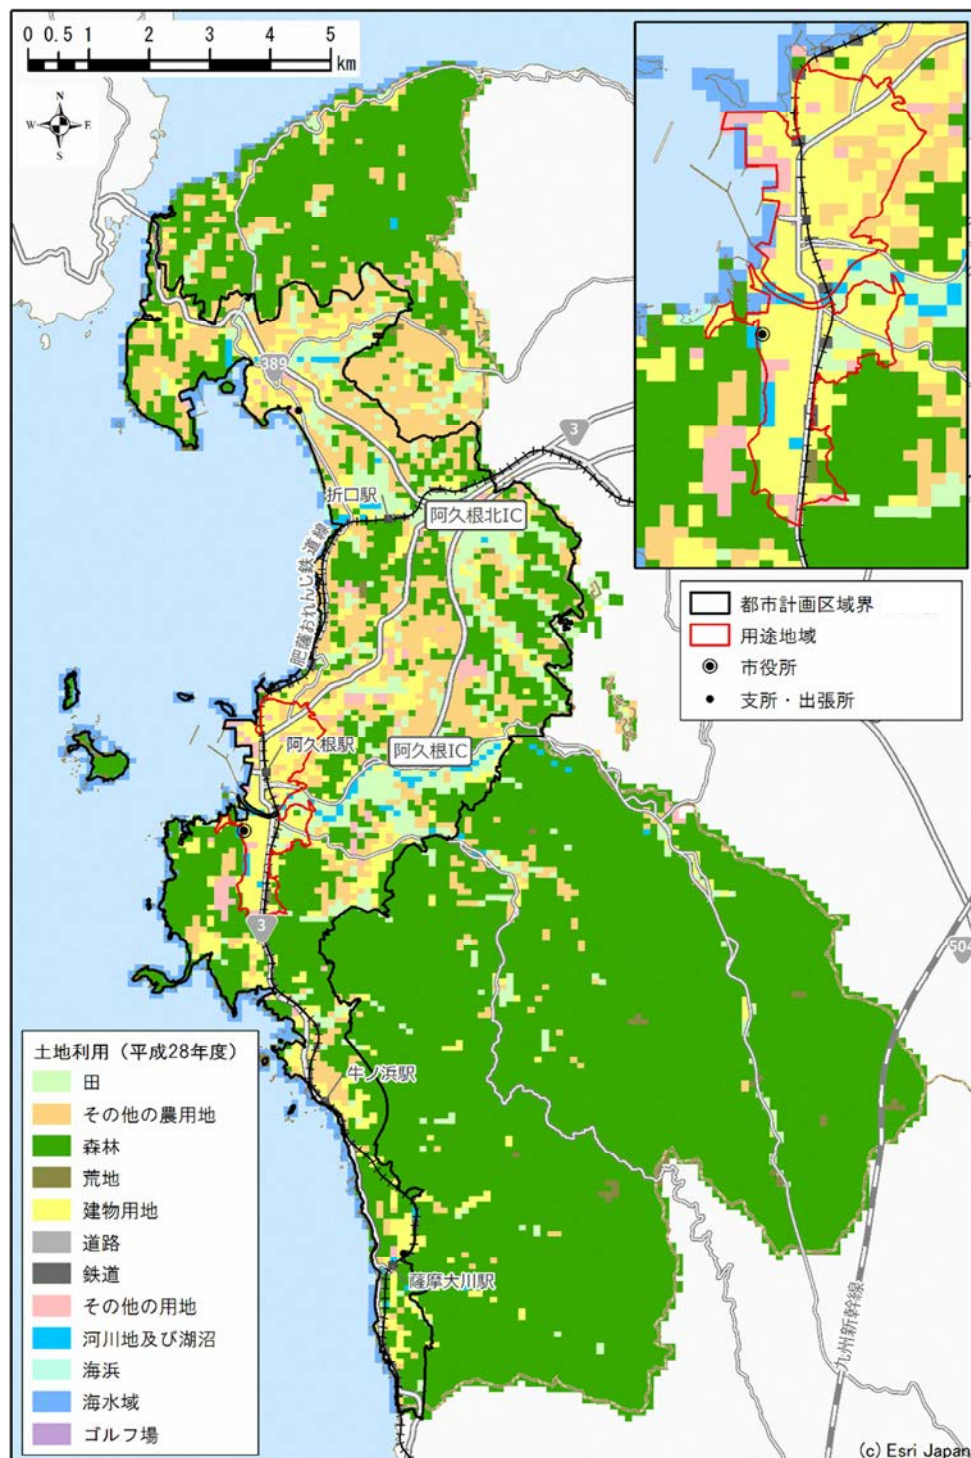 0 0.5 1 2 3 4 5
km
N
W E
S
389
3
折口駅
阿久根北IC
肥薩おれんじ鉄道線
都市計画区域界
用途地域
市役所
支所・出張所
阿久根駅
阿久根IC
3
504
土地利用（平成28年度）
田
その他の農用地
森林
荒地
建物用地
道路
鉄道
その他の用地
河川地及び湖沼
海浜
海水域
ゴルフ場
牛ノ浜駅
薩摩大川駅
九州新幹線
(c) Esri Japan